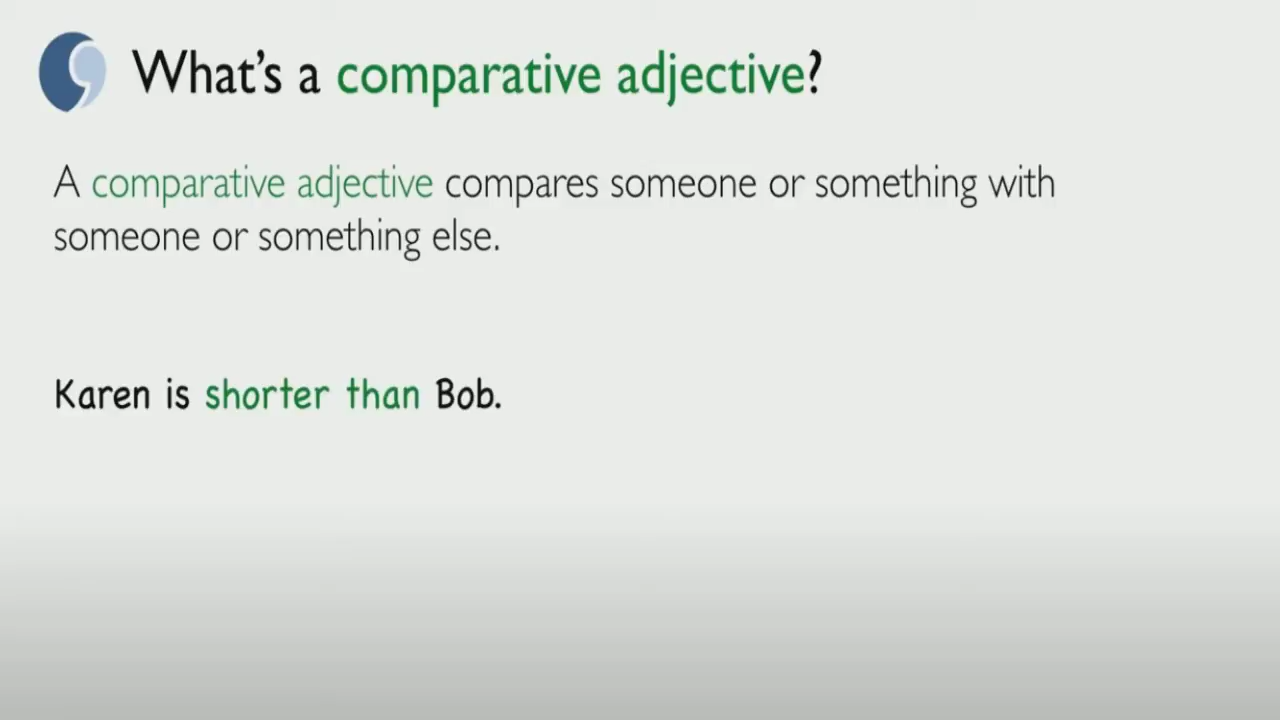 What's a comparative adjective?
A comparative adjective compares someone or something with
someone or something else.
Karen is shorter than Bob.